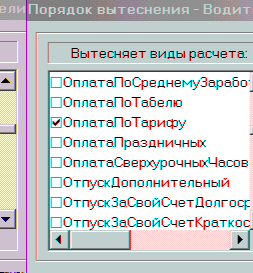 Порядок вытеснения - Водит
Вытесняет виды расчета:
ОплатаПоСреднемуЗарабо
ОплатаПоТабелю
ОплатаПоТарифу
ОплатаПраздничных
ОплатаСверхурочныхЧасов
ОтпускДополнительный
ОтпускЗаСвойСчетДолгоср
ОтпускЗаСвойСчетКраткос